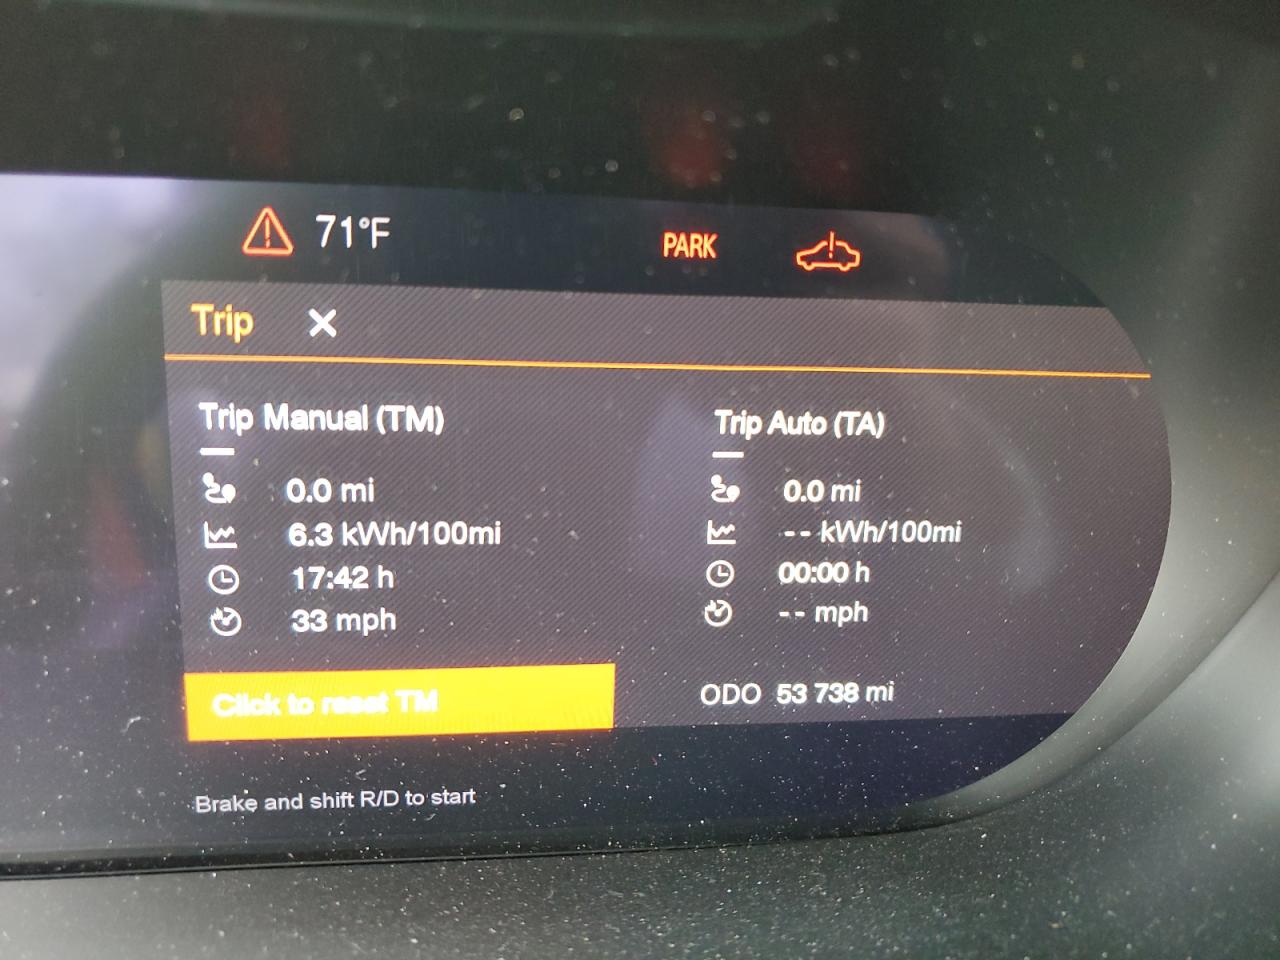 71°F
PARK
Trip
Trip Manual (TM)
0.0 mi
6.3 kWh/100mi
17:42 h
33 mph
Click to reset TM
Trip Auto (TA)
0.0 mi
-- kWh/100mi
00:00 h
-- mph
ODO 53 738 mi
Brake and shift R/D to start